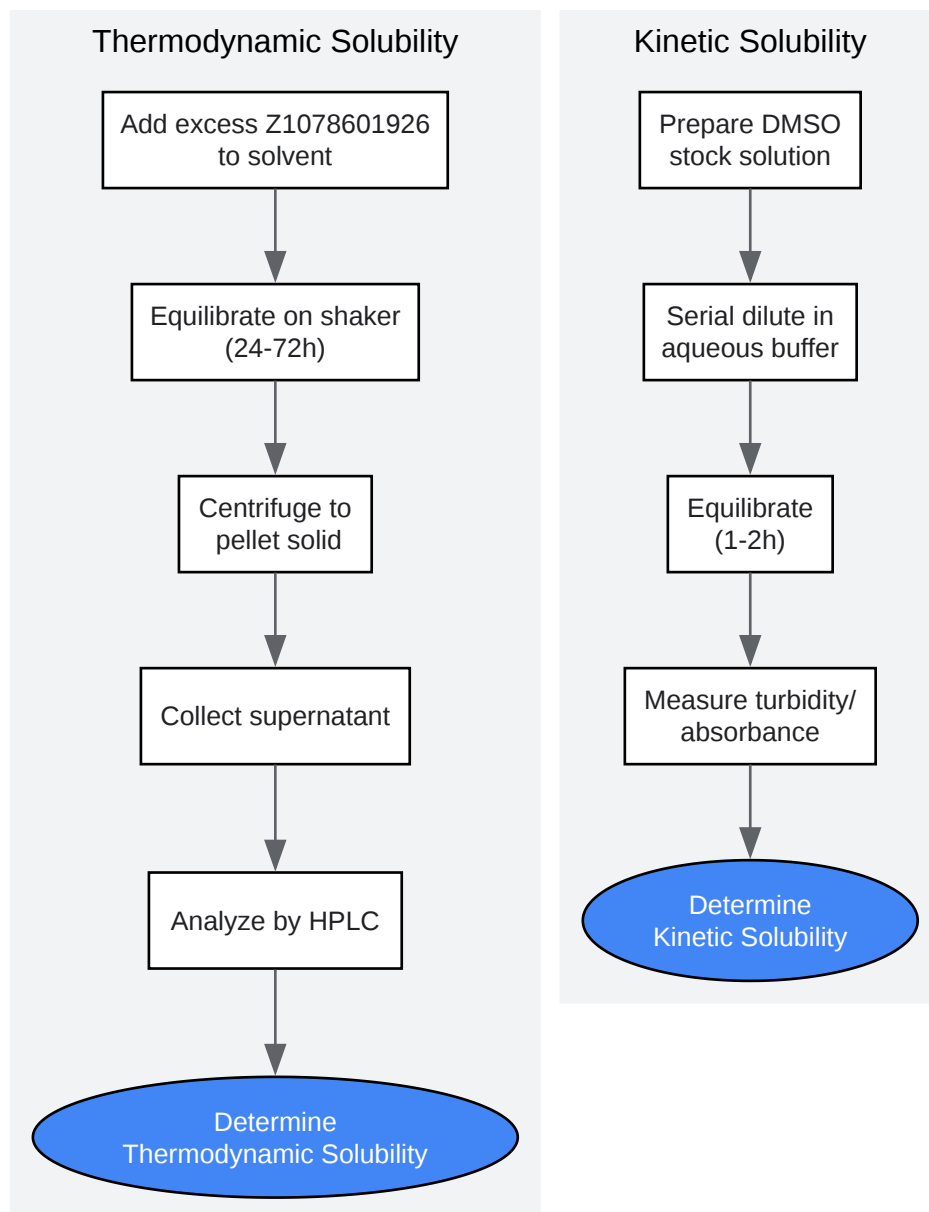 Thermodynamic Solubility
Add excess Z1078601926
to solvent
Equilibrate on shaker
(24-72h)
Centrifuge to
pellet solid
Collect supernatant
Analyze by HPLC
Determine
Thermodynamic Solubility
Kinetic Solubility
Prepare DMSO
stock solution
Serial dilute in
aqueous buffer
Equilibrate
(1-2h)
Measure turbidity/
absorbance
Determine
Kinetic Solubility